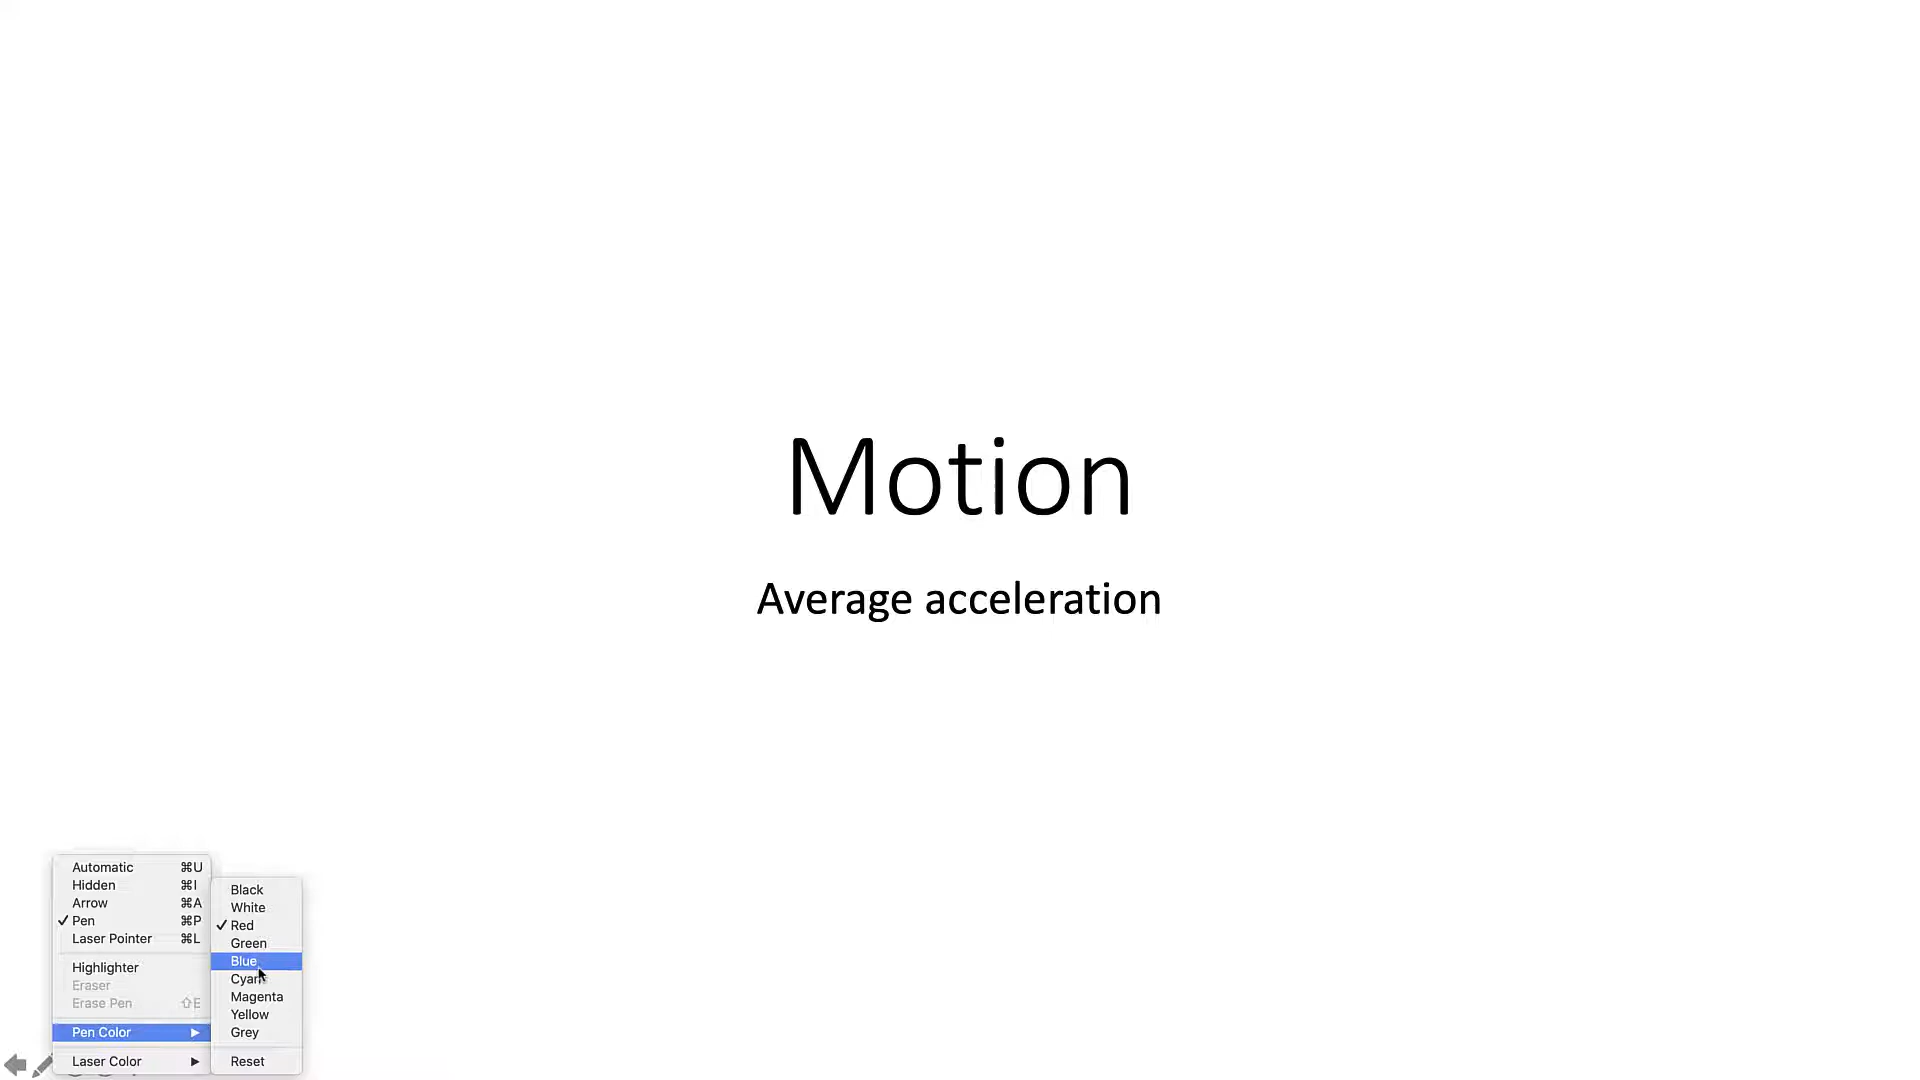 Motion
Average acceleration
Automatic ⌘U
Hidden ⌘I
Arrow ⌘A
✓ Pen ⌘P
Laser Pointer ⌘L
Highlighter
Eraser
Erase Pen ⇧E
Pen Color ▶
Laser Color ▶
Black
White
✓ Red
Green
Blue
Cyan
Magenta
Yellow
Grey
Reset